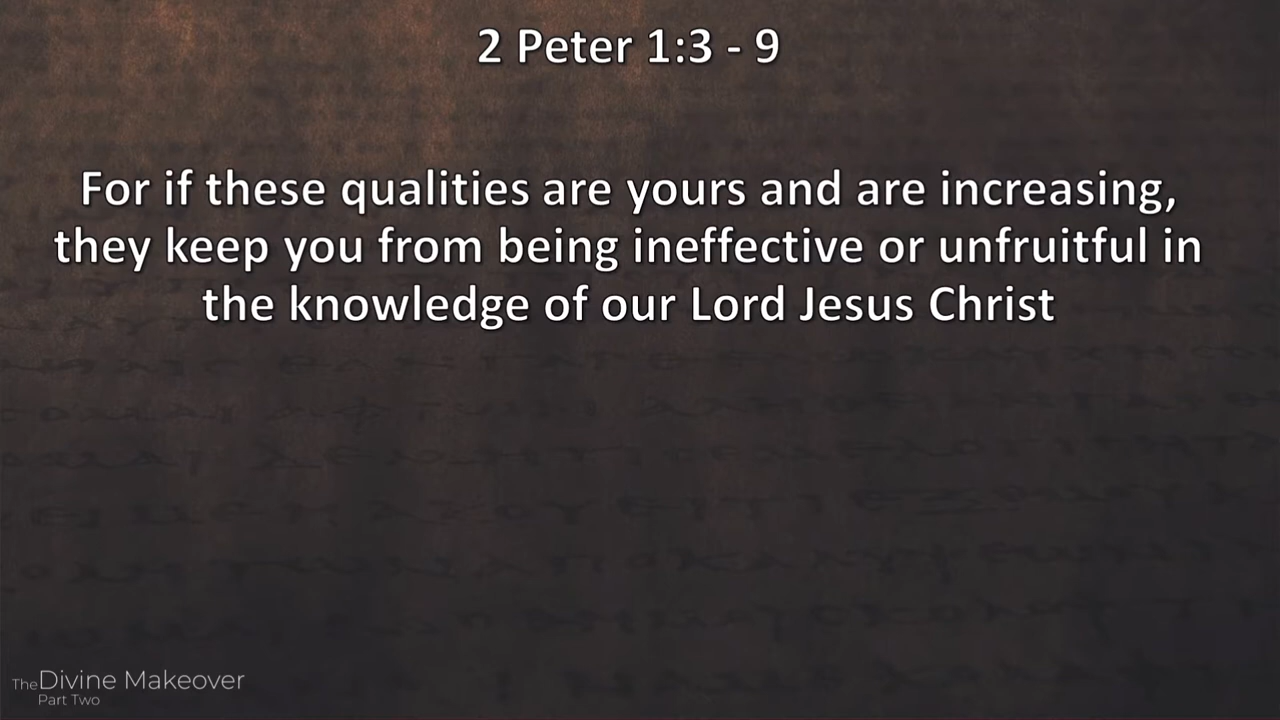 2 Peter 1:3 - 9
For if these qualities are yours and are increasing,
they keep you from being ineffective or unfruitful in
the knowledge of our Lord Jesus Christ
The Divine Makeover
Part Two